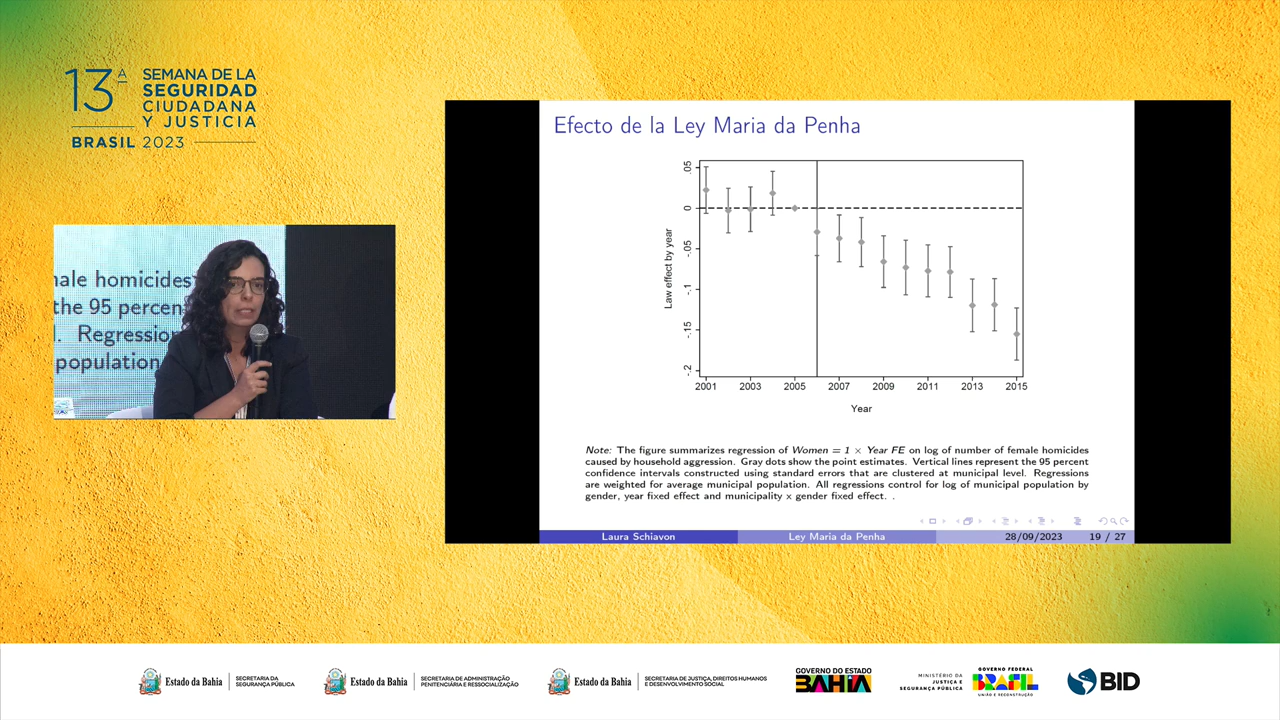 13ª
SEMANA DE LA
SEGURIDAD
CIUDADANA
Y JUSTICIA
BRASIL 2023
male homicides
the 95 percen
l. Regression
population
Efecto de la Ley Maria da Penha
Law effect by year
.05
0
-.05
-.1
-.15
-.2
2001 2003 2005 2007 2009 2011 2013 2015
Year
Note: The figure summarizes regression of Women = 1 × Year FE on log of number of female homicides
caused by household aggression. Gray dots show the point estimates. Vertical lines represent the 95 percent
confidence intervals constructed using standard errors that are clustered at municipal level. Regressions
are weighted for average municipal population. All regressions control for log of municipal population by
gender, year fixed effect and municipality x gender fixed effect. .
Laura Schiavon Ley Maria da Penha 28/09/2023 19 / 27
Estado da Bahia
SECRETARIA DA
SEGURANÇA PÚBLICA
Estado da Bahia
SECRETARIA DE ADMINISTRAÇÃO
PENITENCIÁRIA E RESSOCIALIZAÇÃO
Estado da Bahia
SECRETARIA DE JUSTIÇA, DIREITOS HUMANOS
E DESENVOLVIMENTO SOCIAL
GOVERNO DO ESTADO
BAHIA
MINISTÉRIO DA
JUSTIÇA E
SEGURANÇA PÚBLICA
GOVERNO FEDERAL
BRASIL
UNIÃO E RECONSTRUÇÃO
BID